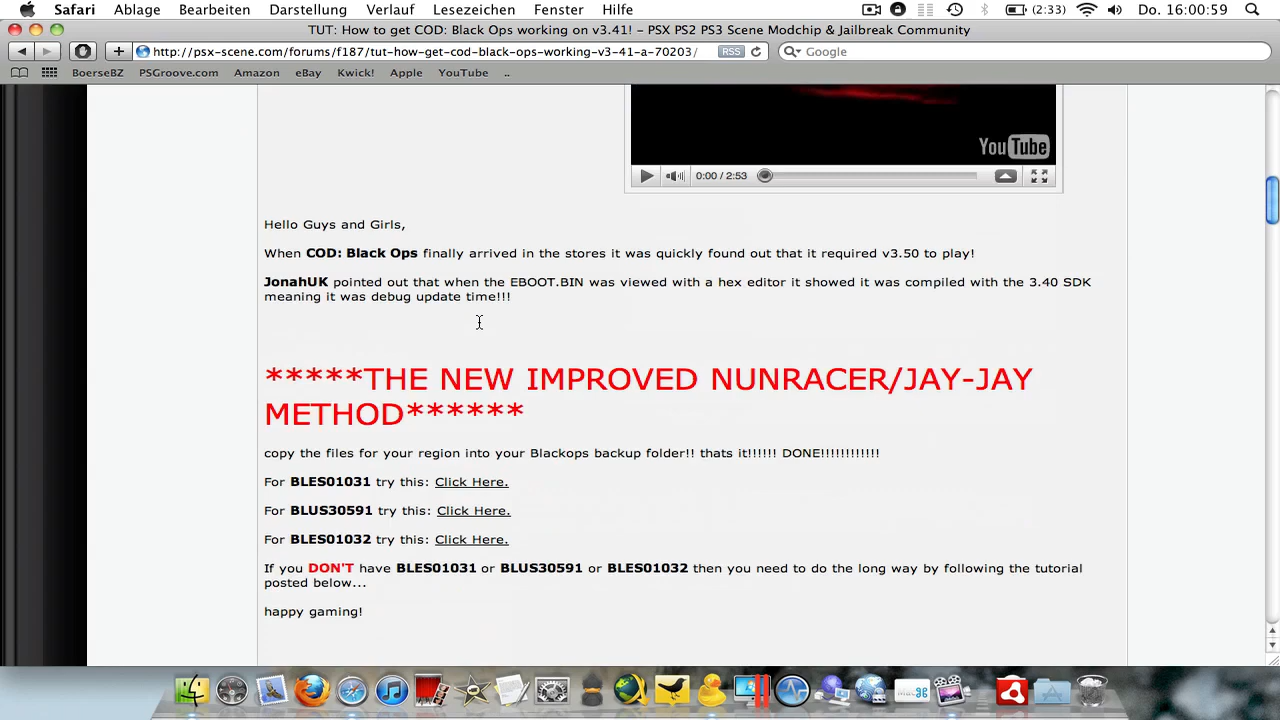 Safari Ablage Bearbeiten Darstellung Verlauf Lesezeichen Fenster Hilfe (2:33) Do. 16:00:59
TUT: How to get COD: Black Ops working on v3.41! – PSX PS2 PS3 Scene Modchip & Jailbreak Community
http://psx-scene.com/forums/f187/tut-how-get-cod-black-ops-working-v3-41-a-70203/ RSS Google
BoerseBZ PSGroove.com Amazon eBay Kwick! Apple YouTube ..
YouTube
0:00 / 2:53
Hello Guys and Girls,
When COD: Black Ops finally arrived in the stores it was quickly found out that it required v3.50 to play!
JonahUK pointed out that when the EBOOT.BIN was viewed with a hex editor it showed it was compiled with the 3.40 SDK
meaning it was debug update time!!!
*****THE NEW IMPROVED NUNRACER/JAY-JAY
METHOD******
copy the files for your region into your Blackops backup folder!! thats it!!!!!! DONE!!!!!!!!!!!!
For BLES01031 try this: Click Here.
For BLUS30591 try this: Click Here.
For BLES01032 try this: Click Here.
If you DON'T have BLES01031 or BLUS30591 or BLES01032 then you need to do the long way by following the tutorial
posted below...
happy gaming!
Mac⌘